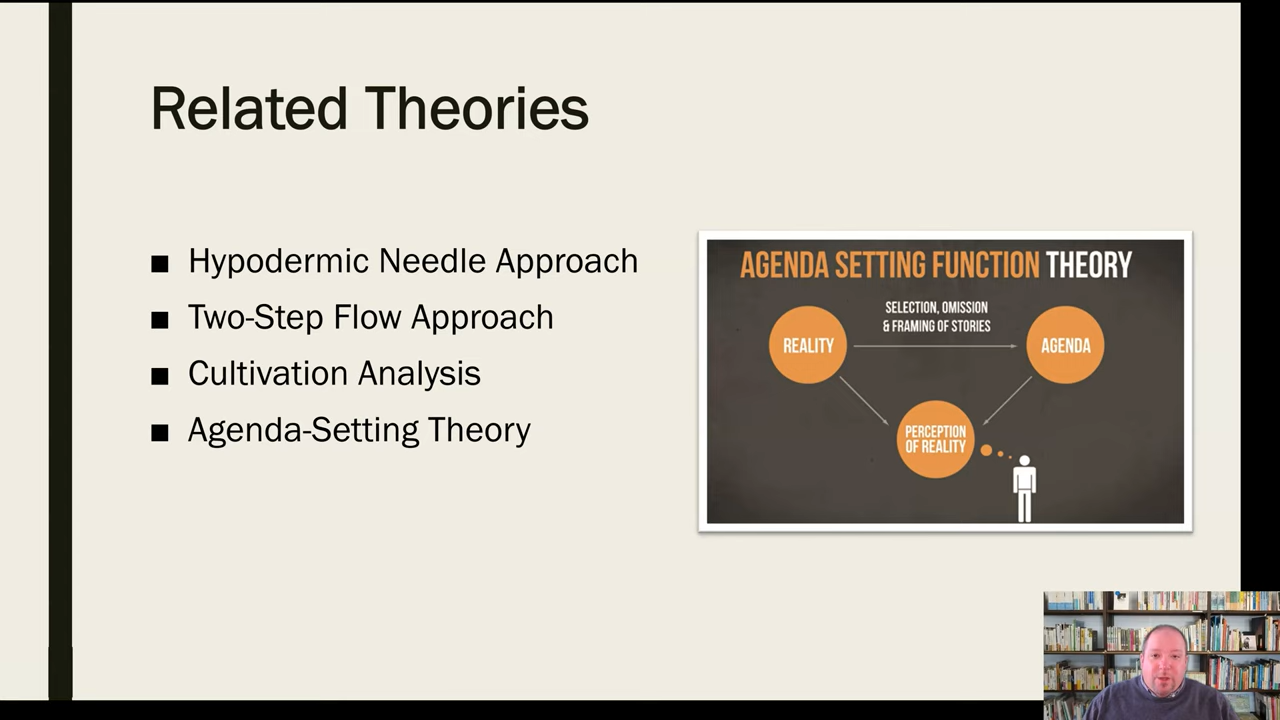 Related Theories
Hypodermic Needle Approach
Two-Step Flow Approach
Cultivation Analysis
Agenda-Setting Theory
AGENDA SETTING FUNCTION THEORY
SELECTION, OMISSION
& FRAMING OF STORIES
REALITY
AGENDA
PERCEPTION
OF REALITY